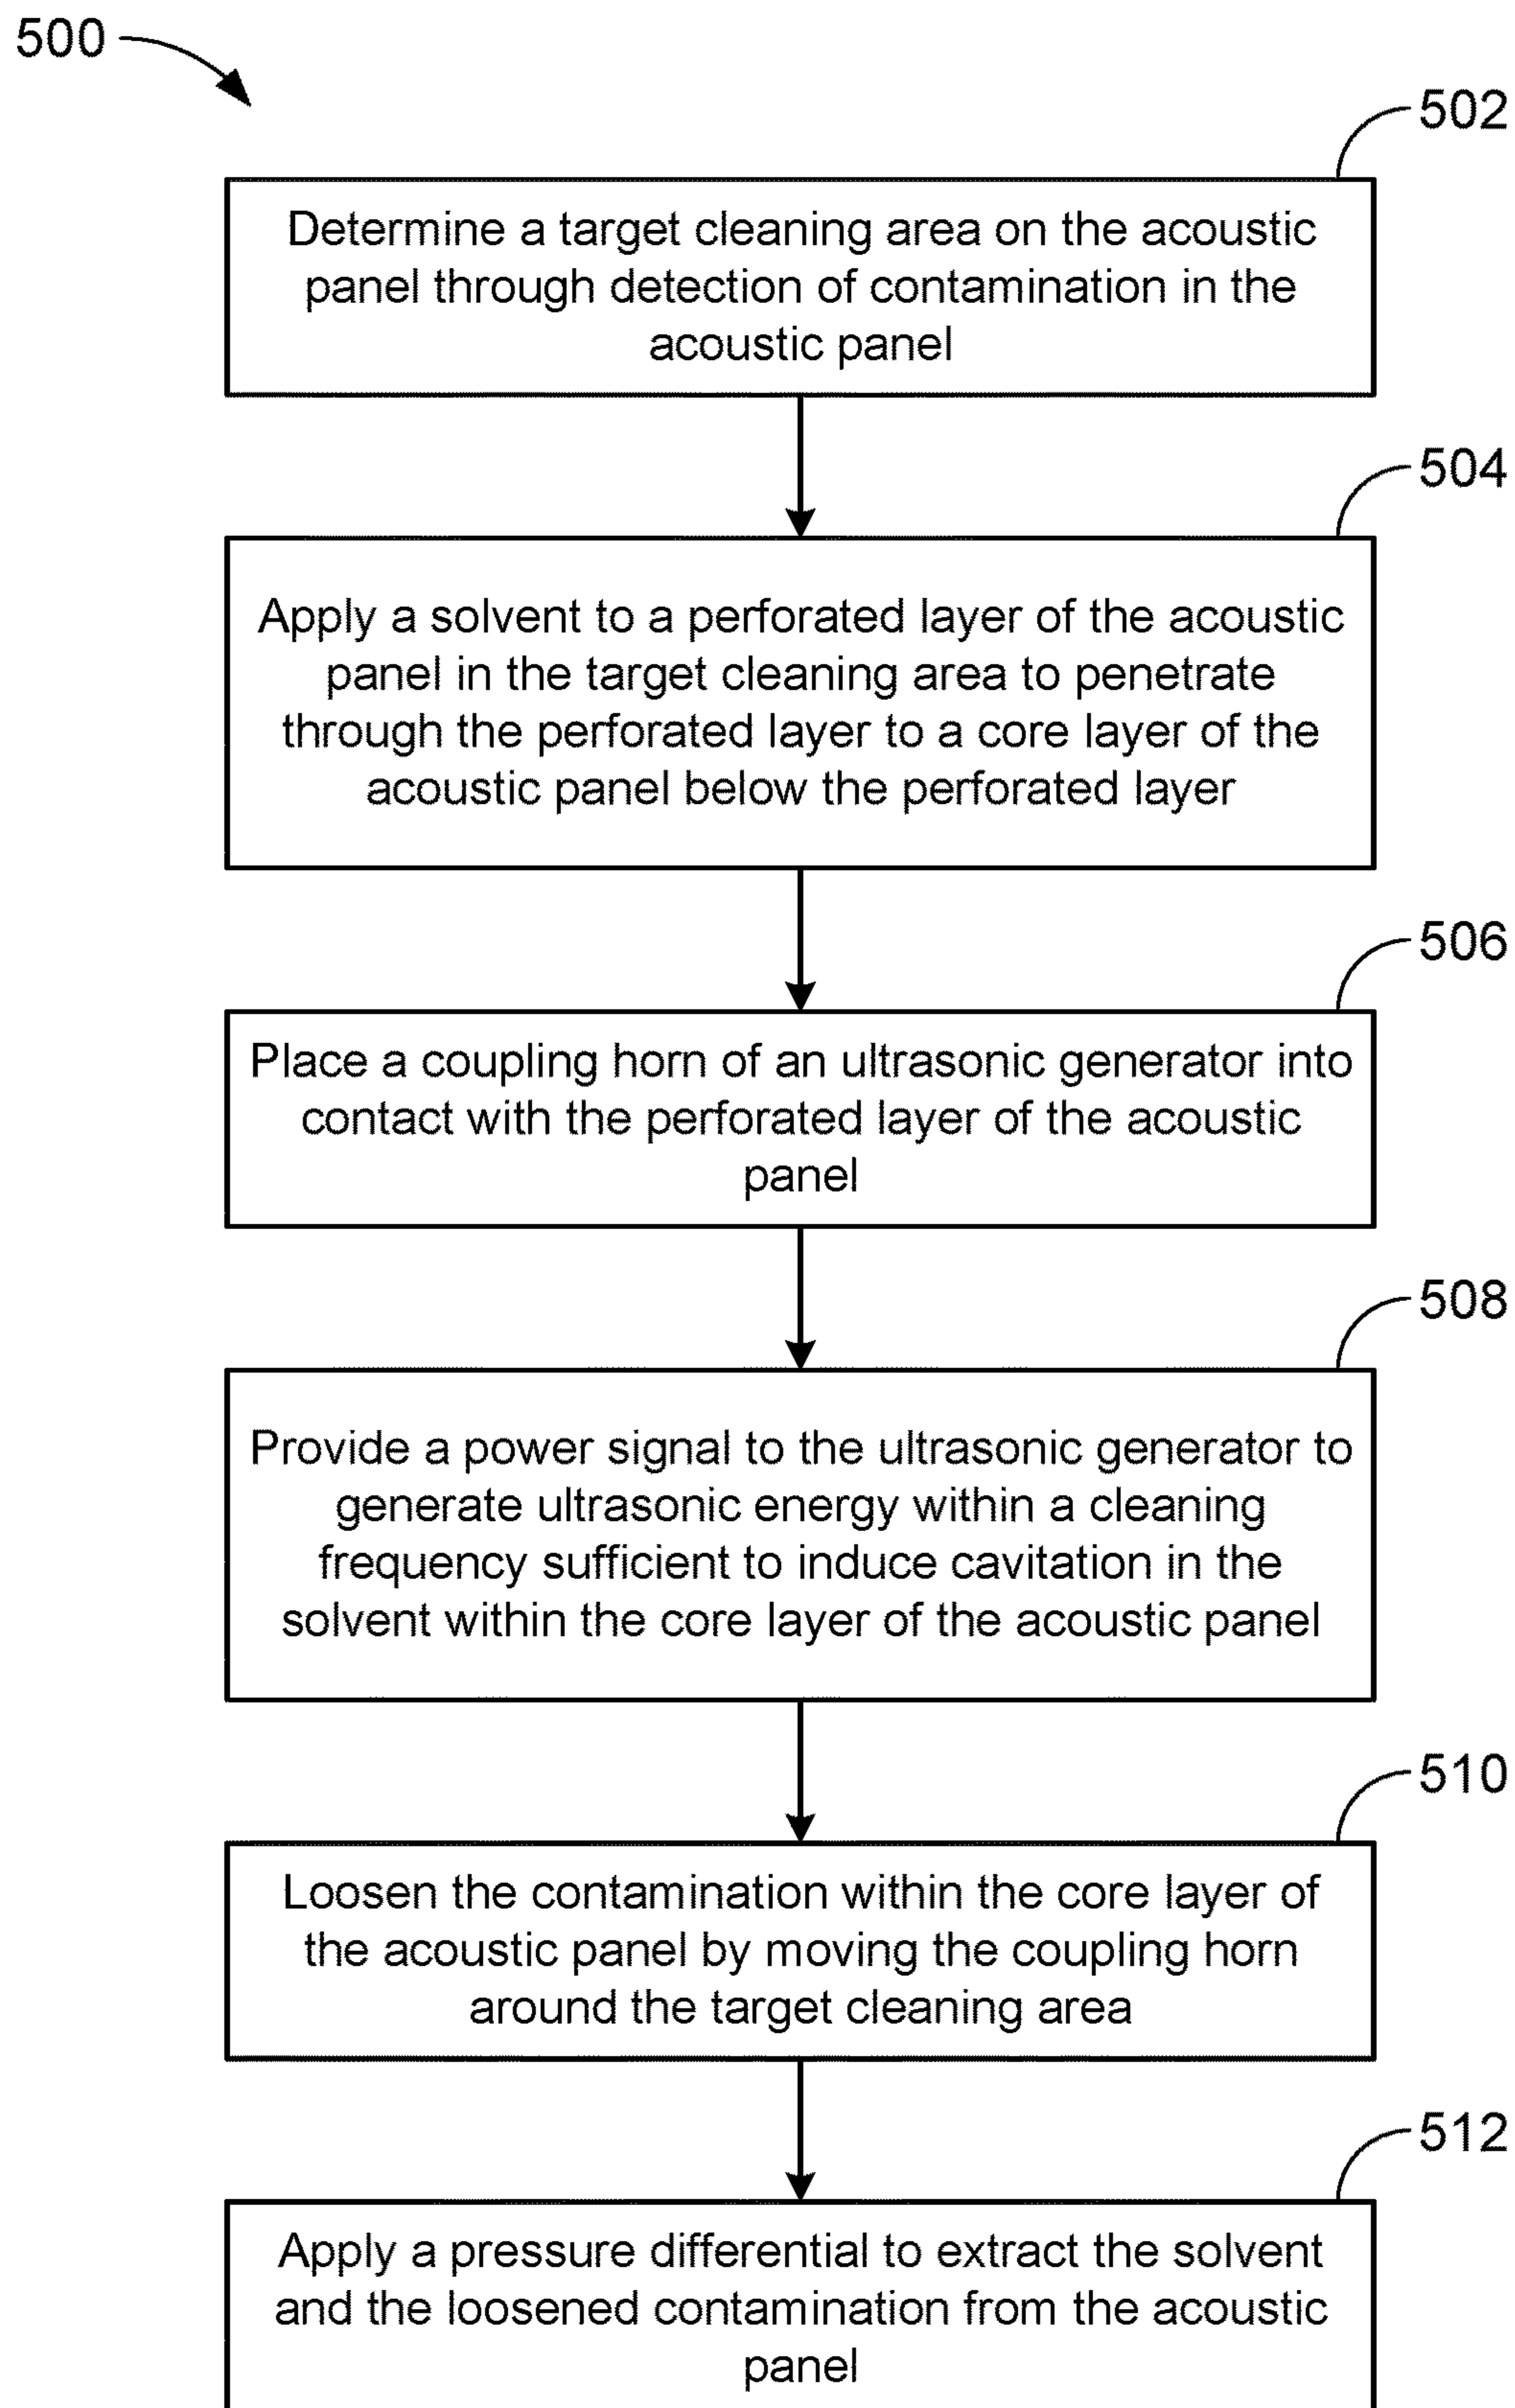 500
502
Determine a target cleaning area on the acoustic
panel through detection of contamination in the
acoustic panel
504
Apply a solvent to a perforated layer of the acoustic
panel in the target cleaning area to penetrate
through the perforated layer to a core layer of the
acoustic panel below the perforated layer
506
Place a coupling horn of an ultrasonic generator into
contact with the perforated layer of the acoustic
panel
508
Provide a power signal to the ultrasonic generator to
generate ultrasonic energy within a cleaning
frequency sufficient to induce cavitation in the
solvent within the core layer of the acoustic panel
510
Loosen the contamination within the core layer of
the acoustic panel by moving the coupling horn
around the target cleaning area
512
Apply a pressure differential to extract the solvent
and the loosened contamination from the acoustic
panel